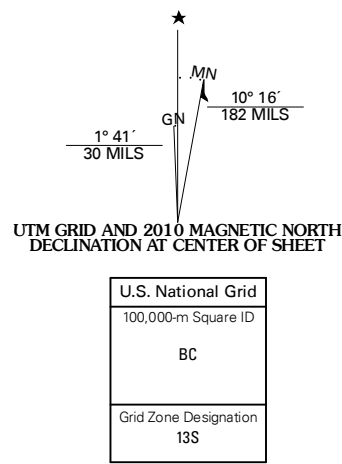 ★
MN
GN
10° 16´
182 MILS
1° 41´
30 MILS
UTM GRID AND 2010 MAGNETIC NORTH
DECLINATION AT CENTER OF SHEET
U.S. National Grid
100,000-m Square ID
BC
Grid Zone Designation
13S